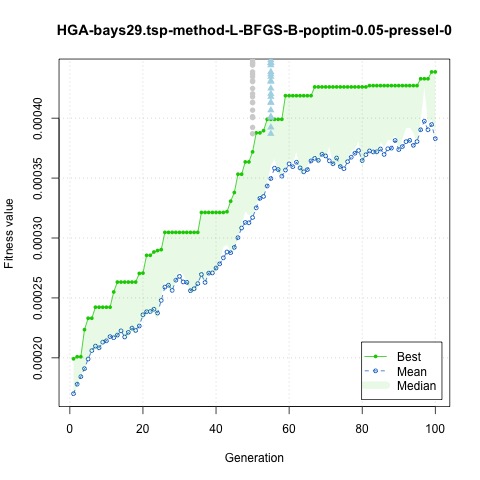 HGA-bays29.tsp-method-L-BFGS-B-poptim-0.05-pressel-0
Fitness value
0.00040
0.00035
0.00030
0.00025
0.00020
Best
Mean
Median
0 20 40 60 80 100
Generation